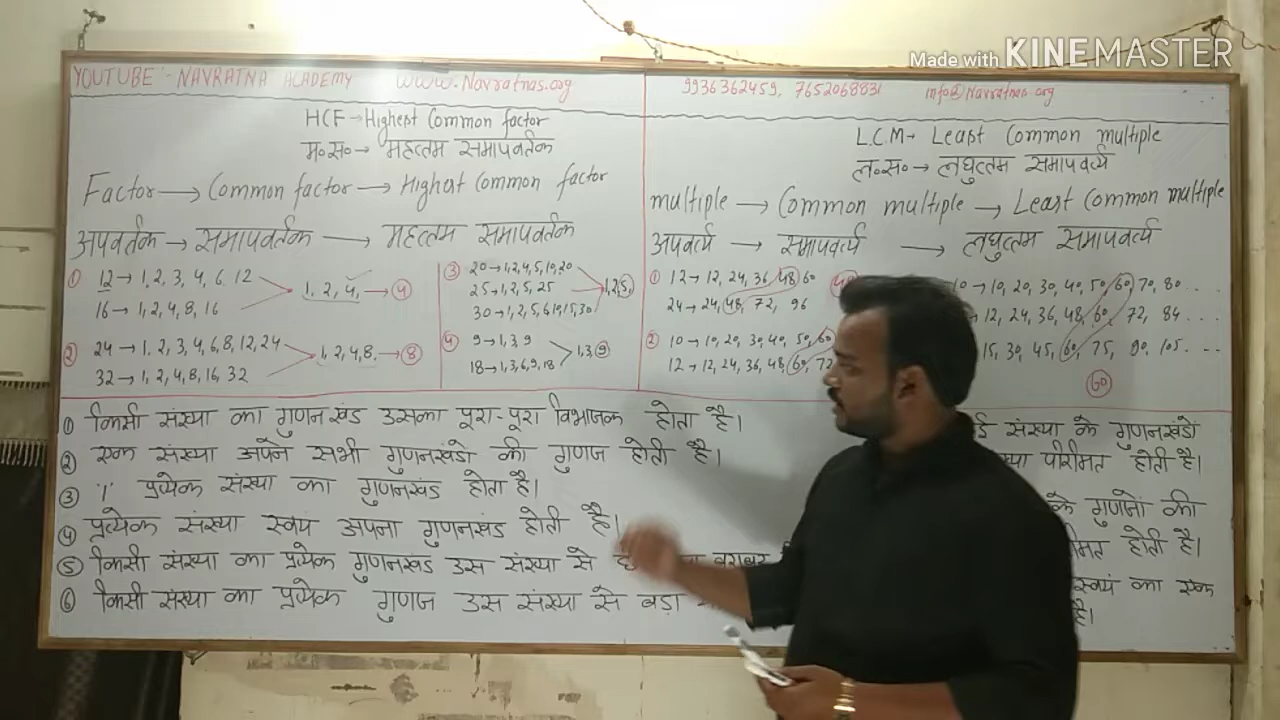 Made with KINEMASTER
YOUTUBE:- NAVRATNA ACADEMY www.Navratnas.org
9936362459, 7652068831 info@Navratnas.org
HCF→Highest Common factor
म॰स॰→ महत्तम समापवर्तक
Factor → Common factor → Highest Common factor
अपवर्तक → समापवर्तक → महत्तम समापवर्तक
① 12→ 1, 2, 3, 4, 6, 12
16→ 1, 2, 4, 8, 16
1, 2, 4, → ④
② 24→ 1, 2, 3, 4, 6, 8, 12, 24
32→ 1, 2, 4, 8, 16, 32
1, 2, 4, 8, → ⑧
③ 20→1,2,4,5,10,20
25→1,2,5,25
30→1,2,5,6,10,15,30
1,2,5,
④ 9→1,3,9
18→1,3,6,9,18
1,3,⑨
L.C.M→ Least Common multiple
ल॰स॰→ लघुत्तम समापवर्त्य
multiple → Common multiple → Least Common multiple
अपवर्त्य → समापवर्त्य → लघुत्तम समापवर्त्य
① 12→ 12, 24, 36, 48, 60
24→ 24, 48, 72, 96
② 10→ 10, 20, 30, 40, 50, 60
12→ 12, 24, 36, 48, 60, 72
10→ 10, 20, 30, 40, 50, 60, 70, 80 ....
→ 12, 24, 36, 48, 60, 72, 84 ....
15, 30, 45, 60, 75, 90, 105. ...
60
① किसी संख्या का गुणनखंड उसका पूरा-पूरा विभाजक होता है।
② एक संख्या अपने सभी गुणनखंडो की गुणज होती है।
③ '1' प्रत्येक संख्या का गुणनखंड होता है।
④ प्रत्येक संख्या स्वयं अपना गुणनखंड होती है।
⑤ किसी संख्या का प्रत्येक गुणनखंड उस संख्या से बराबर
⑥ किसी संख्या का प्रत्येक गुणज उस संख्या से बड़ा
संख्या के गुणनखंडो
होती है।
के गुणजों की
होती है।
स्वयं का एक
है।